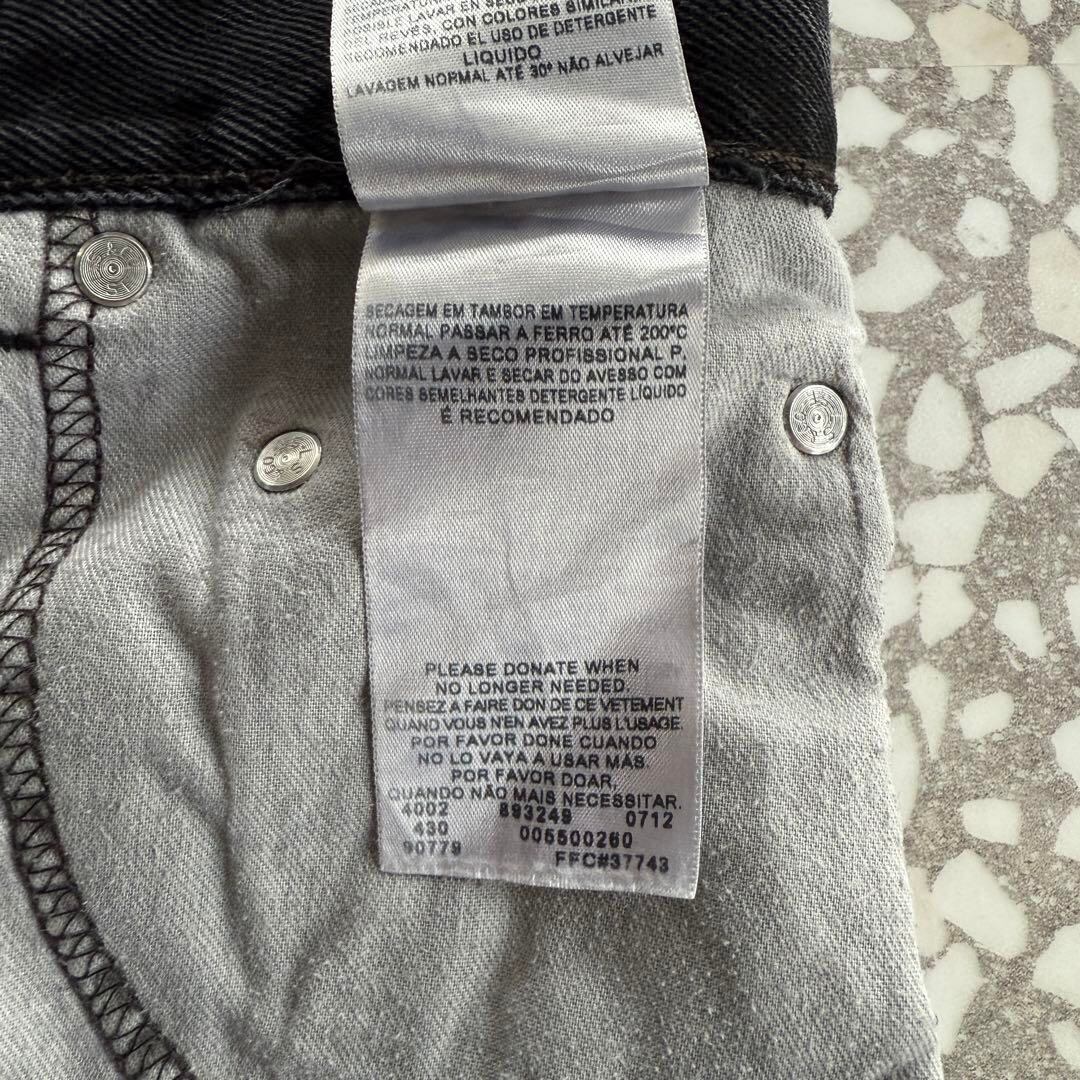 POSIBLE LAVAR EN
DEL REVES, CON COLORES
RECOMENDADO EL USO DE DETERGENTE
LIQUIDO
LAVAGEM NORMAL ATÉ 30° NÃO ALVEJAR
SECAGEM EM TAMBOR EM TEMPERATURA
NORMAL PASSAR A FERRO ATÉ 200°C
LIMPEZA A SECO PROFISSIONAL P.
NORMAL LAVAR E SECAR DO AVESSO COM
CORES SEMELHANTES DETERGENTE LÍQUIDO
É RECOMENDADO
PLEASE DONATE WHEN
NO LONGER NEEDED.
PENSEZ A FAIRE DON DE CE VETEMENT
QUAND VOUS N'EN AVEZ PLUS L'USAGE.
POR FAVOR DONE CUANDO
NO LO VAYA A USAR MÁS.
POR FAVOR DOAR,
QUANDO NÃO MAIS NECESSITAR.
4002 893249 0712
430 005500260
90779 FFC#37743